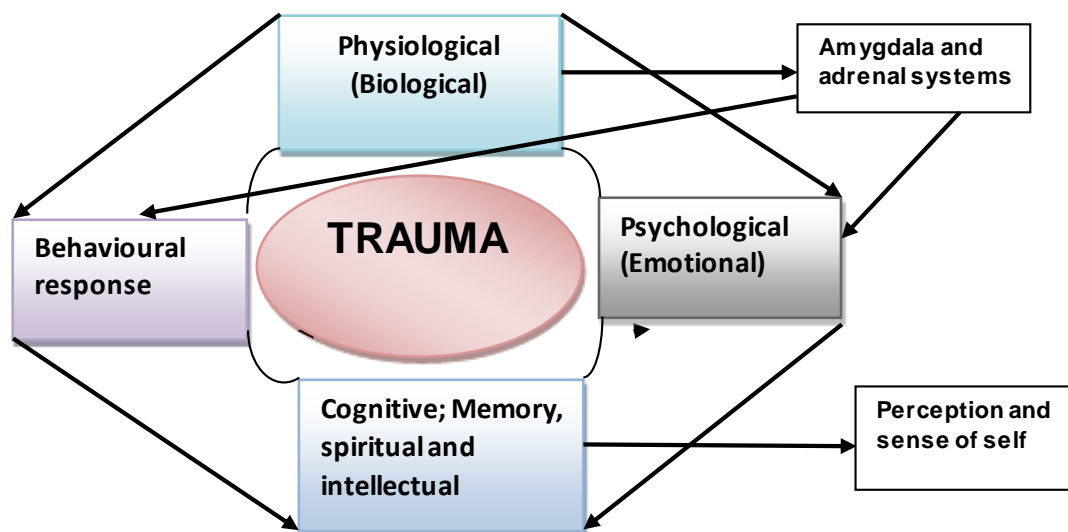 Physiological
(Biological)
Amygdala and
adrenal systems
TRAUMA
Behavioural
response
Psychological
(Emotional)
Cognitive; Memory,
spiritual and
intellectual
Perception and
sense of self